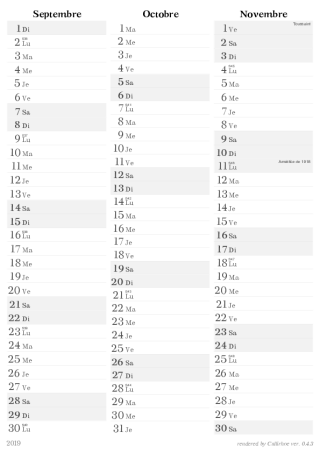 Septembre
1 Di
2 Lu
3 Ma
4 Me
5 Je
6 Ve
7 Sa
8 Di
9 Lu
10 Ma
11 Me
12 Je
13 Ve
14 Sa
15 Di
16 Lu
17 Ma
18 Me
19 Je
20 Ve
21 Sa
22 Di
23 Lu
24 Ma
25 Me
26 Je
27 Ve
28 Sa
29 Di
30 Lu
Octobre
1 Ma
2 Me
3 Je
4 Ve
5 Sa
6 Di
7 Lu
8 Ma
9 Me
10 Je
11 Ve
12 Sa
13 Di
14 Lu
15 Ma
16 Me
17 Je
18 Ve
19 Sa
20 Di
21 Lu
22 Ma
23 Me
24 Je
25 Ve
26 Sa
27 Di
28 Lu
29 Ma
30 Me
31 Je
Novembre
1 Ve Toussaint
2 Sa
3 Di
4 Lu
5 Ma
6 Me
7 Je
8 Ve
9 Sa
10 Di
11 Lu Armistice de 1918
12 Ma
13 Me
14 Je
15 Ve
16 Sa
17 Di
18 Lu
19 Ma
20 Me
21 Je
22 Ve
23 Sa
24 Di
25 Lu
26 Ma
27 Me
28 Je
29 Ve
30 Sa
2019
rendered by Calirhoe ver. 0.4.3